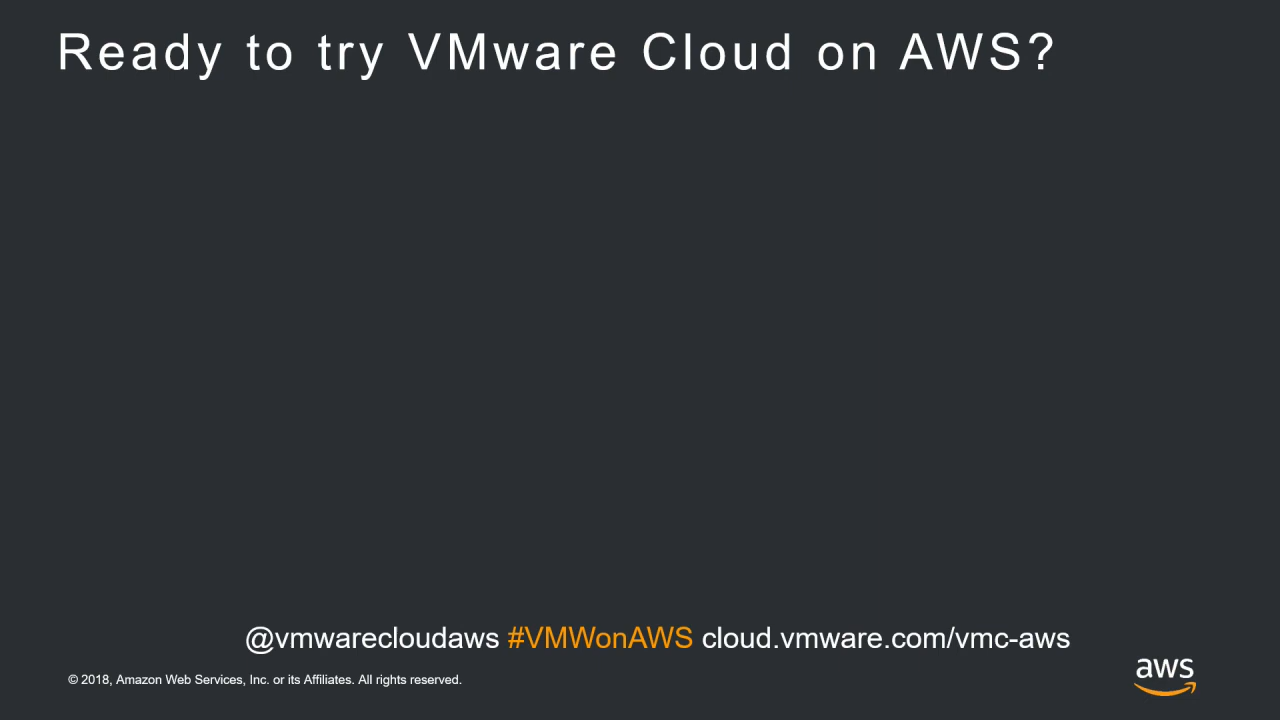 Ready to try VMware Cloud on AWS?
@vmwarecloudaws #VMWonAWS cloud.vmware.com/vmc-aws
© 2018, Amazon Web Services, Inc. or its Affiliates. All rights reserved.
aws